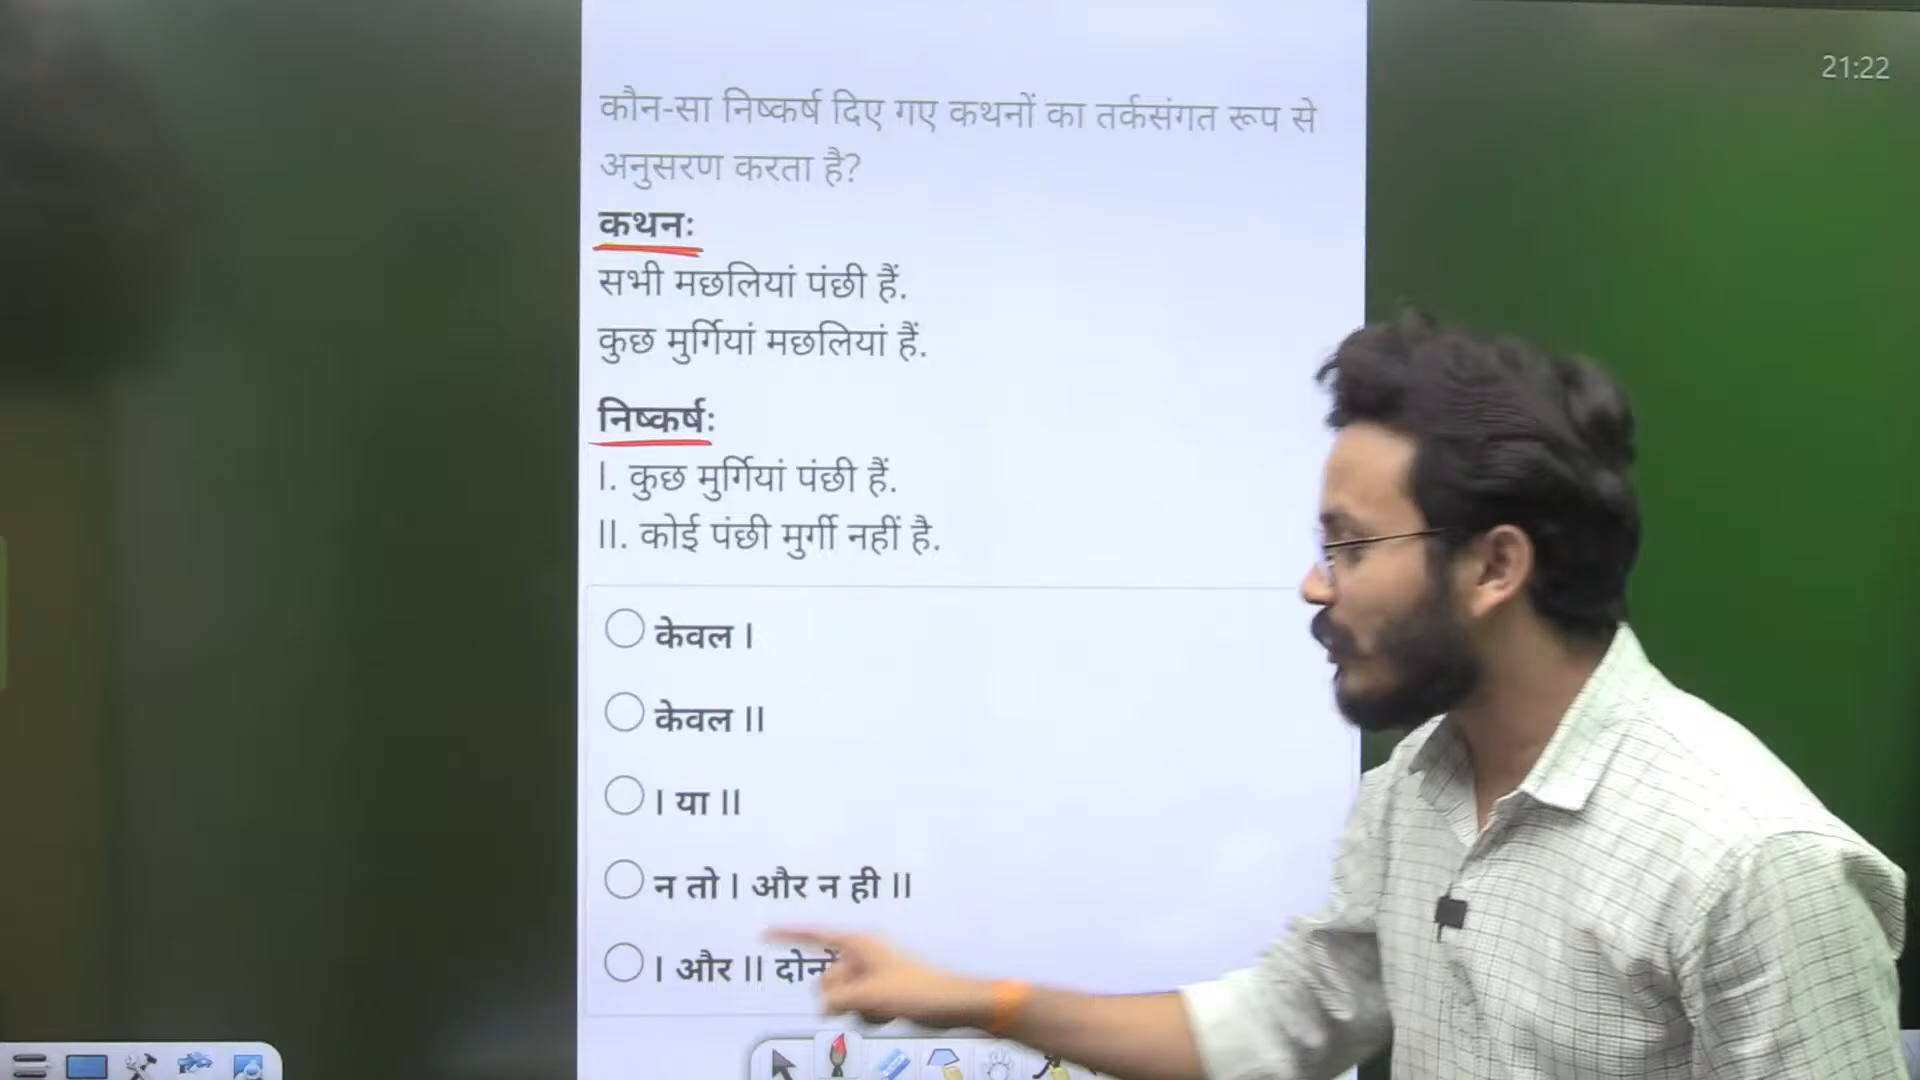 21:22
कौन-सा निष्कर्ष दिए गए कथनों का तर्कसंगत रूप से
अनुसरण करता है?
कथन:
सभी मछलियां पंछी हैं.
कुछ मुर्गियां मछलियां हैं.
निष्कर्ष:
I. कुछ मुर्गियां पंछी हैं.
II. कोई पंछी मुर्गी नहीं है.
केवल I
केवल II
I या II
न तो I और न ही II
I और II दोनों